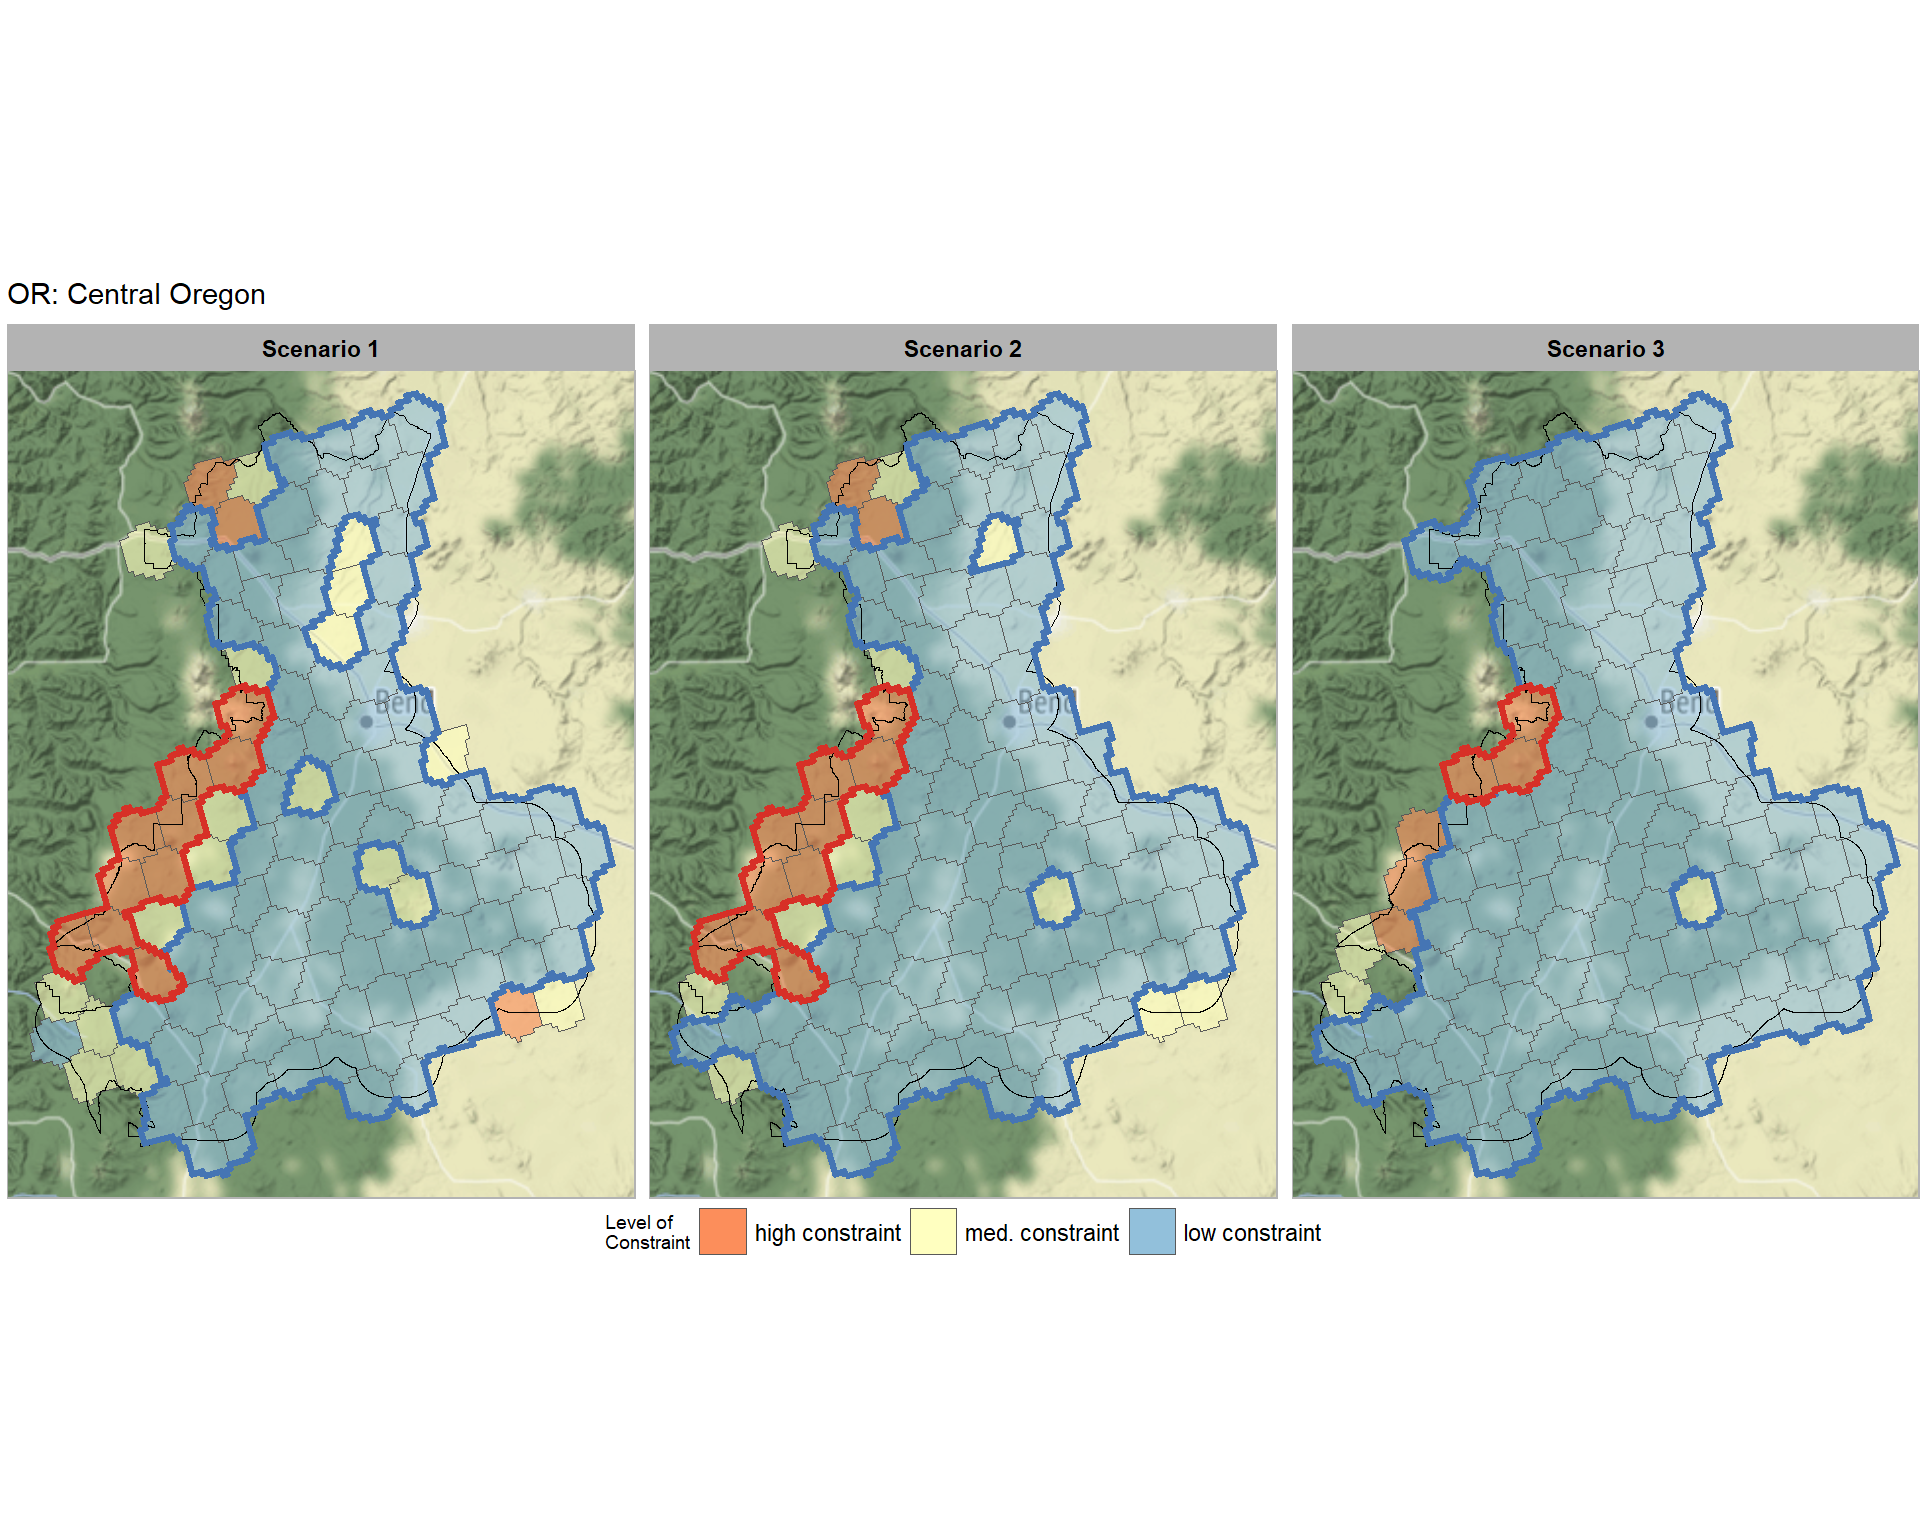 OR: Central Oregon
Scenario 1
Scenario 2
Scenario 3
Bend
Bend
Bend
Level of
Constraint
high constraint
med. constraint
low constraint